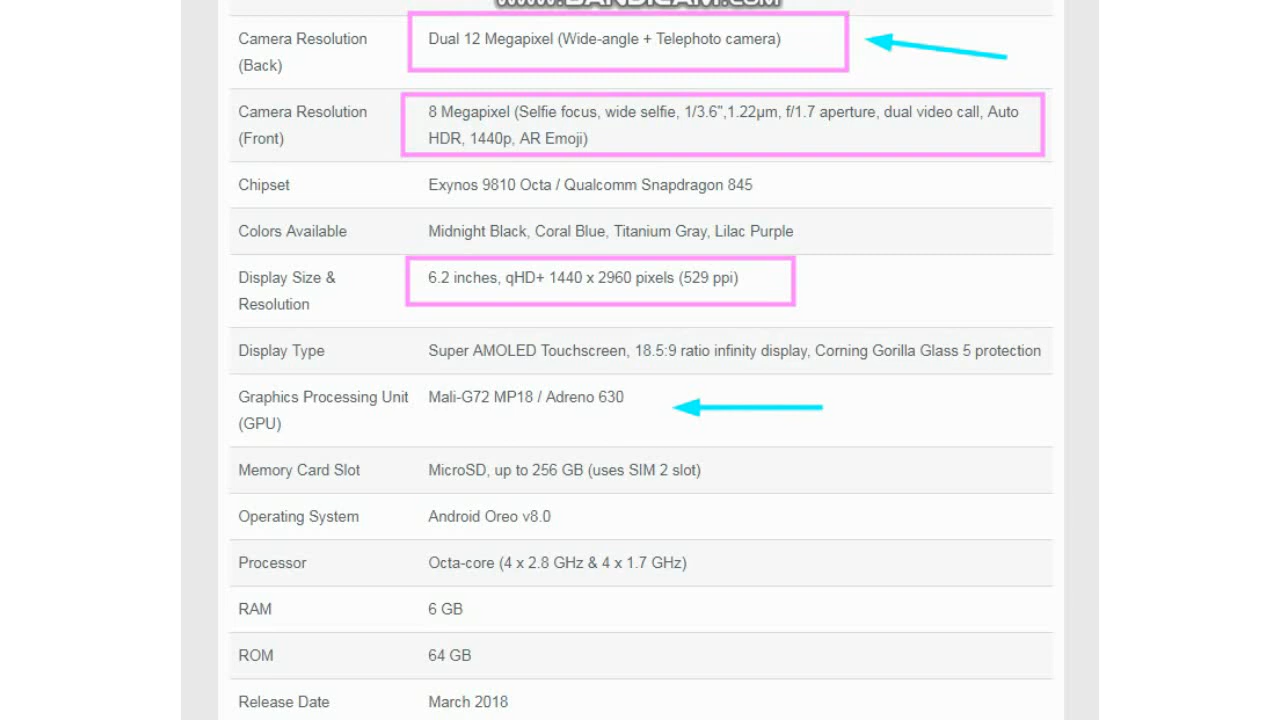 www.BANDICAM.com
Camera Resolution Dual 12 Megapixel (Wide-angle + Telephoto camera)
(Back)
Camera Resolution 8 Megapixel (Selfie focus, wide selfie, 1/3.6",1.22μm, f/1.7 aperture, dual video call, Auto
(Front) HDR, 1440p, AR Emoji)
Chipset Exynos 9810 Octa / Qualcomm Snapdragon 845
Colors Available Midnight Black, Coral Blue, Titanium Gray, Lilac Purple
Display Size & 6.2 inches, qHD+ 1440 x 2960 pixels (529 ppi)
Resolution
Display Type Super AMOLED Touchscreen, 18.5:9 ratio infinity display, Corning Gorilla Glass 5 protection
Graphics Processing Unit Mali-G72 MP18 / Adreno 630
(GPU)
Memory Card Slot MicroSD, up to 256 GB (uses SIM 2 slot)
Operating System Android Oreo v8.0
Processor Octa-core (4 x 2.8 GHz & 4 x 1.7 GHz)
RAM 6 GB
ROM 64 GB
Release Date March 2018